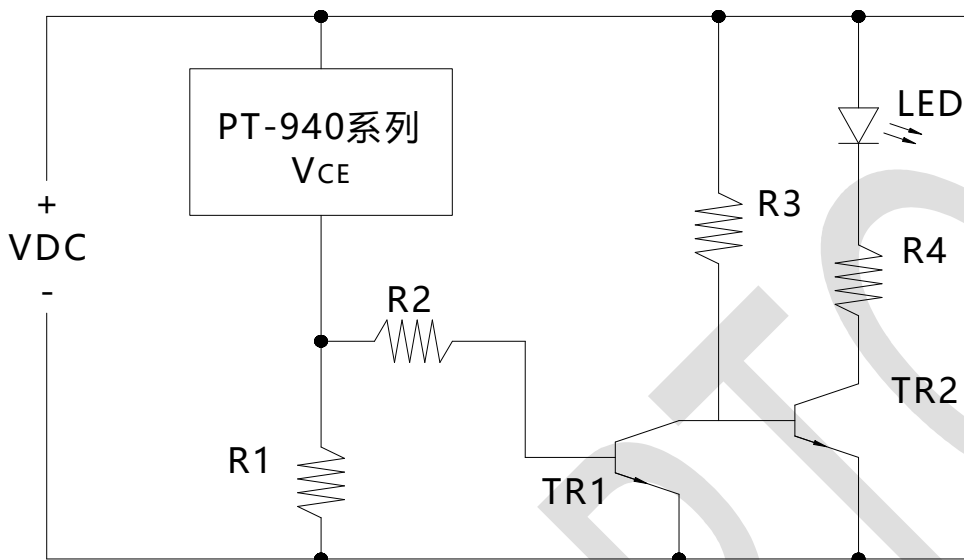 PT-940系列
VCE
LED
R3
+
VDC
-
R4
R2
TR2
R1
TR1